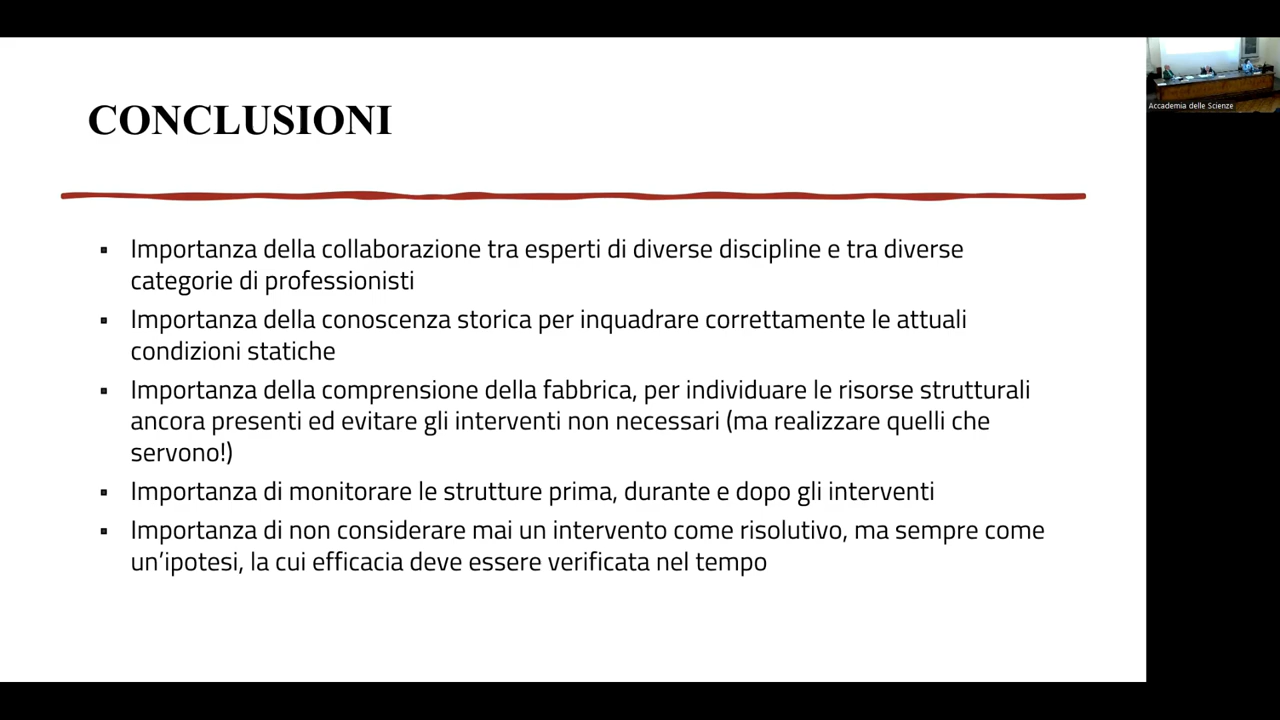 CONCLUSIONI
Accademia delle Scienze
▪ Importanza della collaborazione tra esperti di diverse discipline e tra diverse
categorie di professionisti
▪ Importanza della conoscenza storica per inquadrare correttamente le attuali
condizioni statiche
▪ Importanza della comprensione della fabbrica, per individuare le risorse strutturali
ancora presenti ed evitare gli interventi non necessari (ma realizzare quelli che
servono!)
▪ Importanza di monitorare le strutture prima, durante e dopo gli interventi
▪ Importanza di non considerare mai un intervento come risolutivo, ma sempre come
un’ipotesi, la cui efficacia deve essere verificata nel tempo